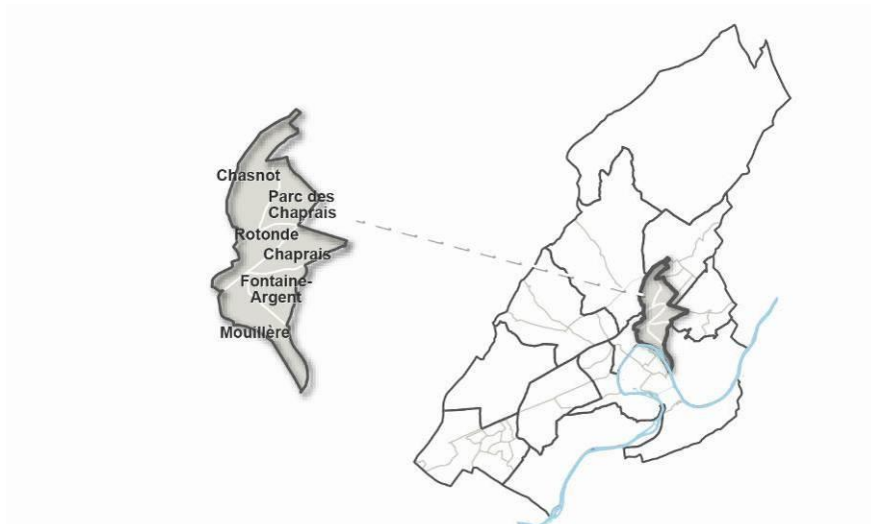 Chasnot
Parc des
Chaprais
Rotonde
Chaprais
Fontaine-
Argent
Mouillère